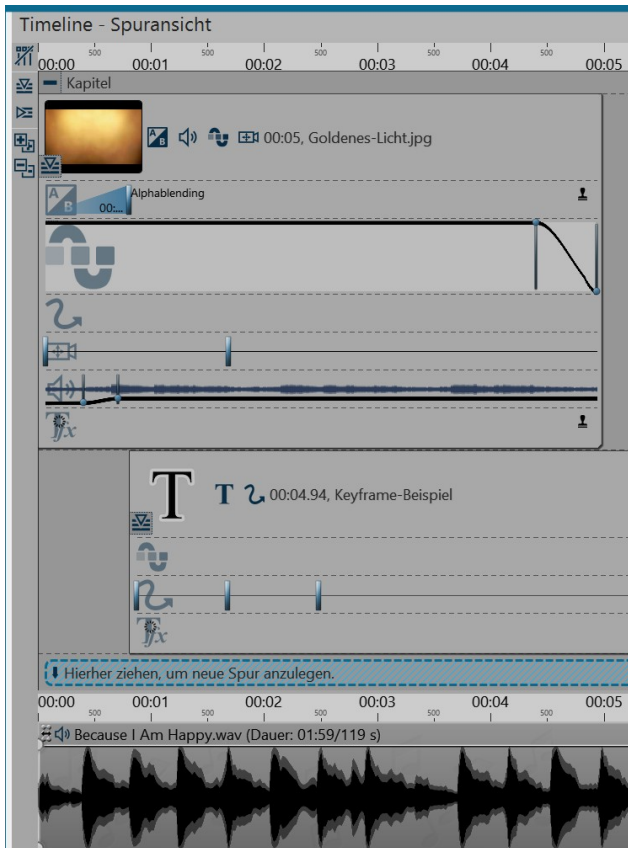 Timeline - Spuransicht
500 500 500 500 500
00:00 00:01 00:02 00:03 00:04 00:05
Kapitel
A B 00:05, Goldenes-Licht.jpg
A B 00:... Alphablending
fx
T T 00:04.94, Keyframe-Beispiel
fx
Hierher ziehen, um neue Spur anzulegen.
00:00 00:01 00:02 00:03 00:04 00:05
500 500 500 500 500
Because I Am Happy.wav (Dauer: 01:59/119 s)